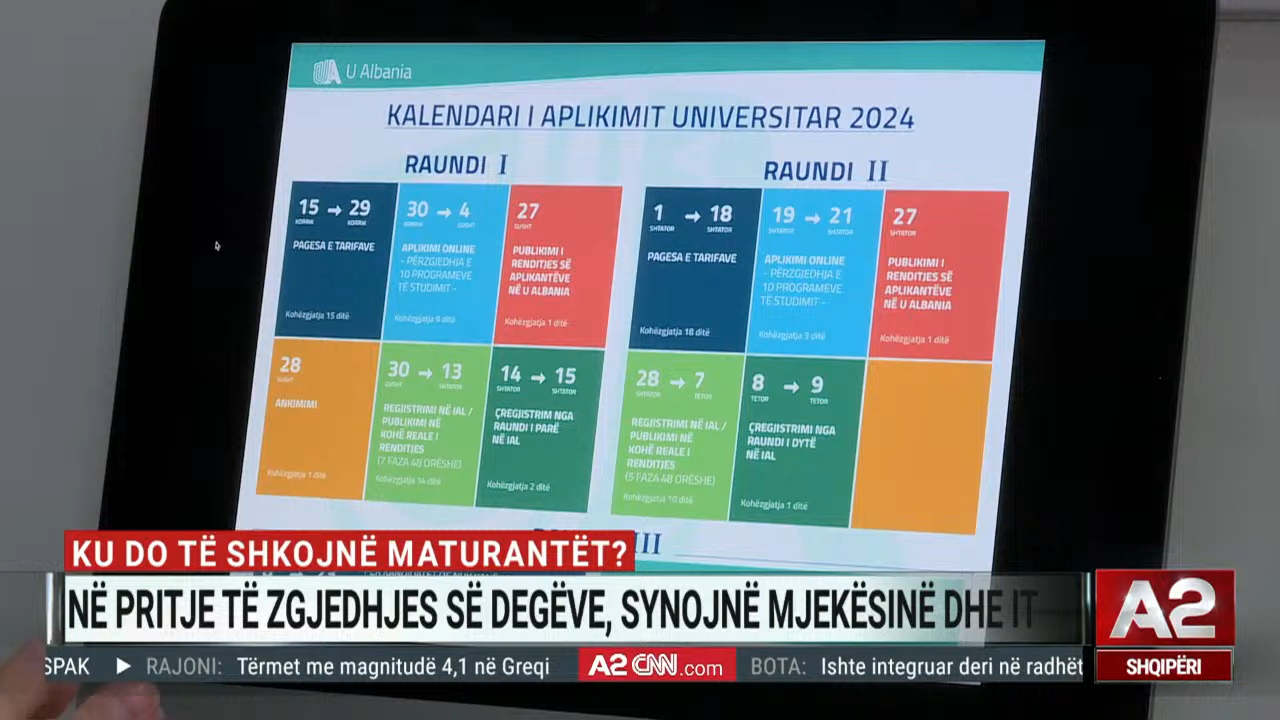 U Albania
KALENDARI I APLIKIMIT UNIVERSITAR 2024
RAUNDI I
15 → 29
KORRIK KORRIK
PAGESA E TARIFAVE
Kohëzgjatja 15 ditë
30 → 4
KORRIK GUSHT
APLIKIMI ONLINE
- PËRZGJEDHJA E
10 PROGRAMEVE
TË STUDIMIT -
Kohëzgjatja 6 ditë
27
GUSHT
PUBLIKIMI I
RENDITJES SË
APLIKANTËVE
NË U ALBANIA
Kohëzgjatja 1 ditë
28
GUSHT
ANKIMIMI
Kohëzgjatja 1 ditë
30 → 13
GUSHT SHTATOR
REGJISTRIMI NË IAL /
PUBLIKIMI NË
KOHË REALE I
RENDITJES
(7 FAZA 48 ORËSHE)
Kohëzgjatja 14 ditë
14 → 15
SHTATOR SHTATOR
ÇREGJISTRIM NGA
RAUNDI I PARË
NË IAL
Kohëzgjatja 2 ditë
RAUNDI II
1 → 18
SHTATOR SHTATOR
PAGESA E TARIFAVE
Kohëzgjatja 18 ditë
19 → 21
SHTATOR SHTATOR
APLIKIMI ONLINE
- PËRZGJEDHJA E
10 PROGRAMEVE
TË STUDIMIT -
Kohëzgjatja 3 ditë
27
SHTATOR
PUBLIKIMI I
RENDITJES SË
APLIKANTËVE
NË U ALBANIA
Kohëzgjatja 1 ditë
28 → 7
SHTATOR TETOR
REGJISTRIMI NË IAL /
PUBLIKIMI NË
KOHË REALE I
RENDITJES
(5 FAZA 48 ORËSHE)
Kohëzgjatja 10 ditë
8 → 9
TETOR TETOR
ÇREGJISTRIM NGA
RAUNDI I DYTË
NË IAL
Kohëzgjatja 1 ditë
III
KU DO TË SHKOJNË MATURANTËT?
NË PRITJE TË ZGJEDHJES SË DEGËVE, SYNOJNË MJEKËSINË DHE IT
A2
SHQIPËRI
SPAK ▶ RAJONI: Tërmet me magnitudë 4,1 në Greqi A2 CNN.com BOTA: Ishte integruar deri në radhët